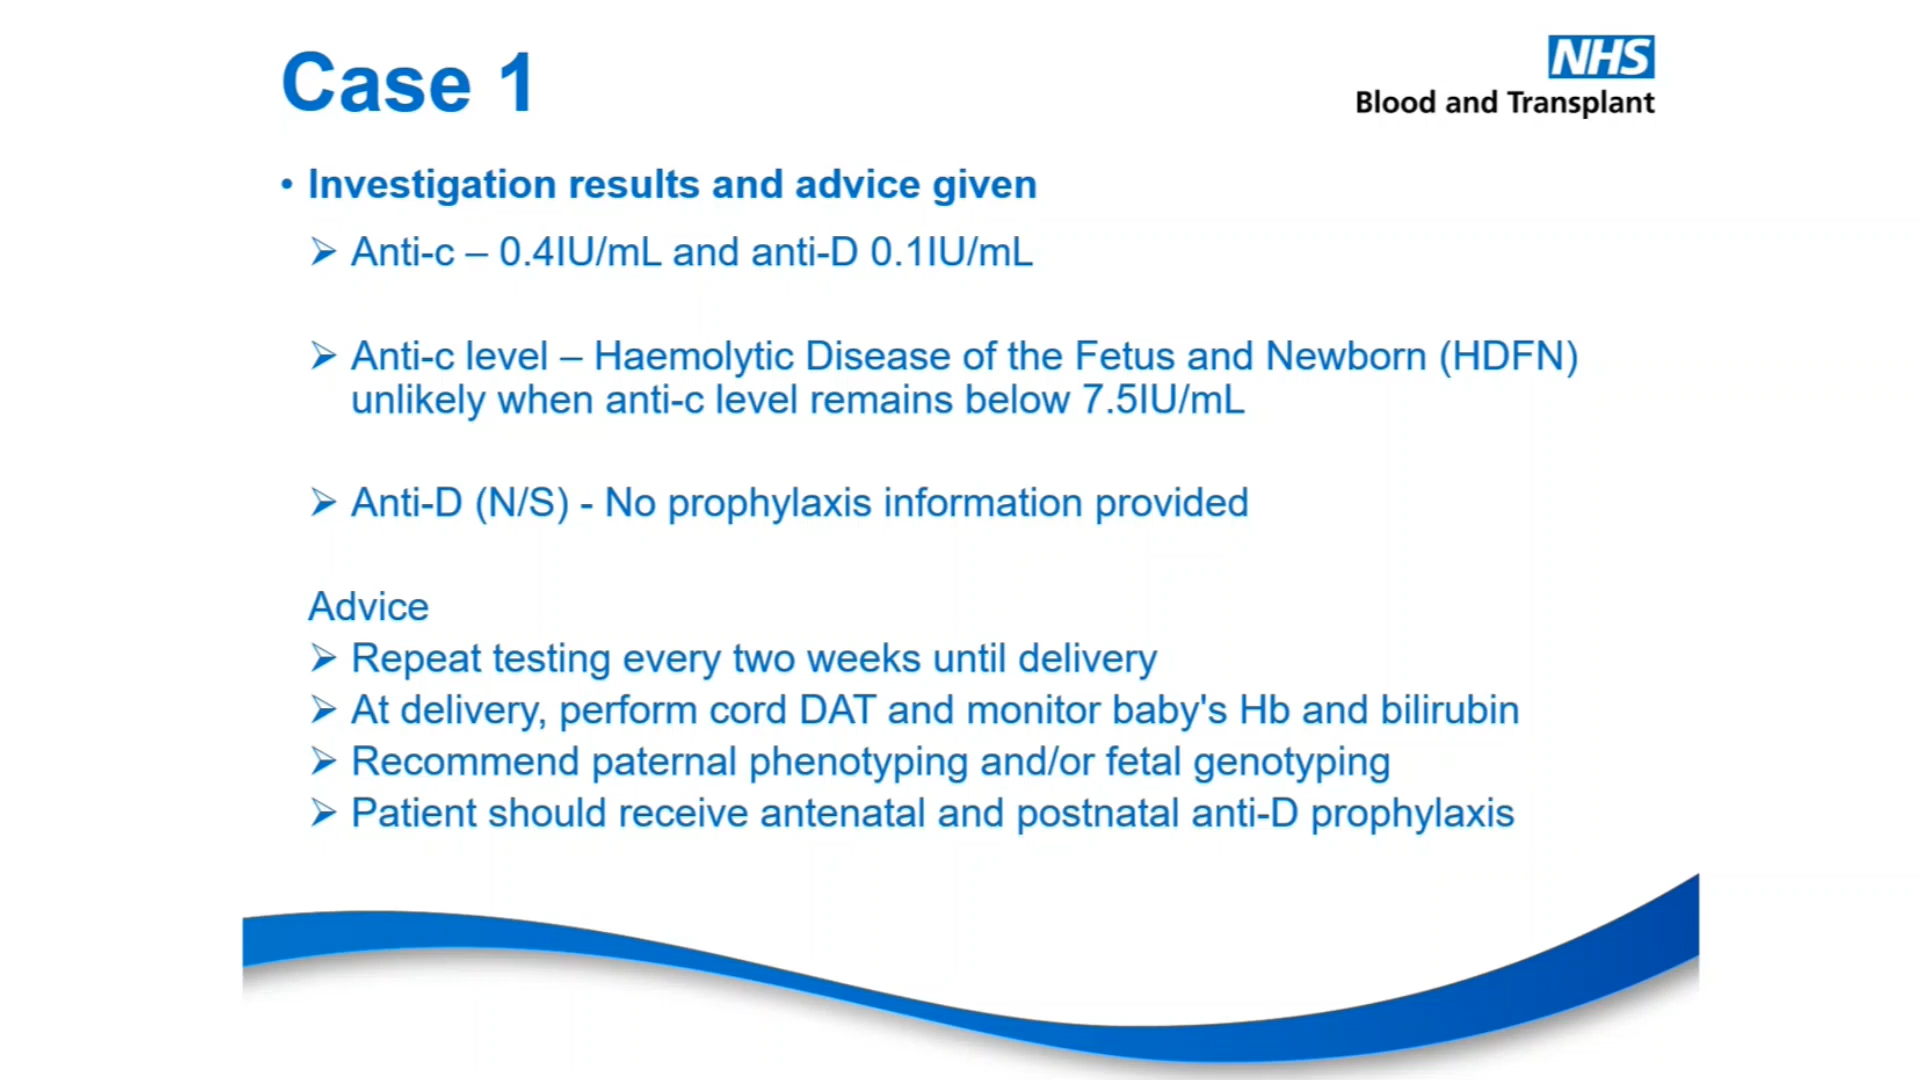 Case 1
NHS
Blood and Transplant
• Investigation results and advice given
➢ Anti-c – 0.4IU/mL and anti-D 0.1IU/mL
➢ Anti-c level – Haemolytic Disease of the Fetus and Newborn (HDFN)
unlikely when anti-c level remains below 7.5IU/mL
➢ Anti-D (N/S) - No prophylaxis information provided
Advice
➢ Repeat testing every two weeks until delivery
➢ At delivery, perform cord DAT and monitor baby's Hb and bilirubin
➢ Recommend paternal phenotyping and/or fetal genotyping
➢ Patient should receive antenatal and postnatal anti-D prophylaxis